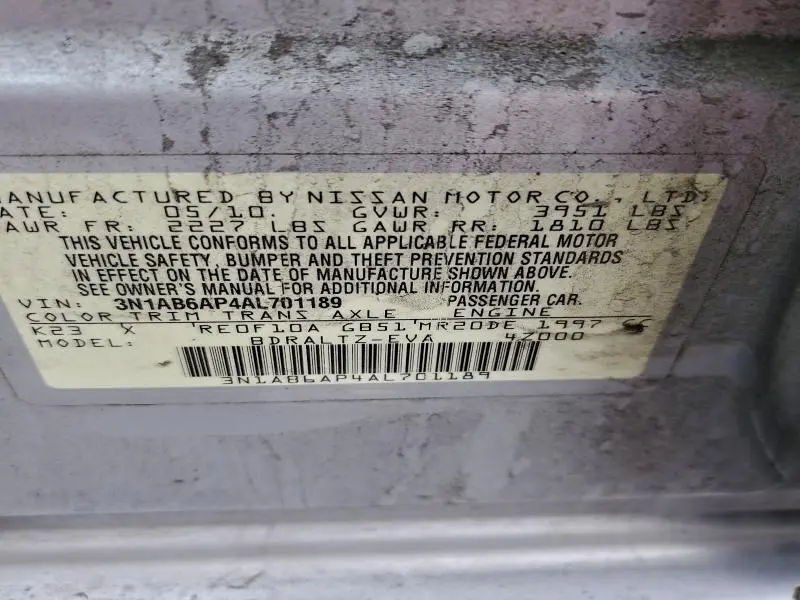 MANUFACTURED BY NISSAN MOTOR CO., LTD.
DATE: 05/10. GVWR: 3951 LBS
GAWR FR: 2227 LBS GAWR RR: 1810 LBS
THIS VEHICLE CONFORMS TO ALL APPLICABLE FEDERAL MOTOR
VEHICLE SAFETY, BUMPER AND THEFT PREVENTION STANDARDS
IN EFFECT ON THE DATE OF MANUFACTURE SHOWN ABOVE.
SEE OWNER'S MANUAL FOR ADDITIONAL INFORMATION.
VIN: 3N1AB6AP4AL701189 PASSENGER CAR.
COLOR TRIM TRANS AXLE ENGINE
K23 X RE0F10A GB51 MR20DE 1997 CC
MODEL: BDRALTZ-EVA 4Z000
3N1AB6AP4AL701189